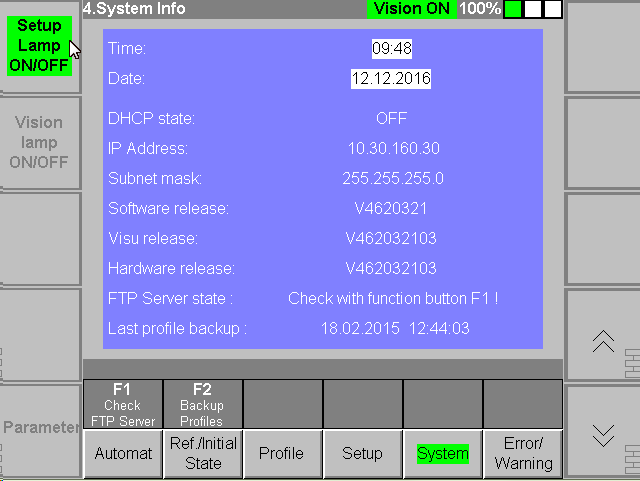 4.System Info
Vision ON 100%
Setup
Lamp
ON/OFF
Vision
lamp
ON/OFF
Time: 09:48
Date: 12.12.2016
DHCP state: OFF
IP Address: 10.30.160.30
Subnet mask: 255.255.255.0
Software release: V4620321
Visu release: V462032103
Hardware release: V462032103
FTP Server state : Check with function button F1 !
Last profile backup : 18.02.2015 12:44:03
Parameter
F1
Check
FTP Server
F2
Backup
Profiles
Automat
Ref./Initial
State
Profile
Setup
System
Error/
Warning